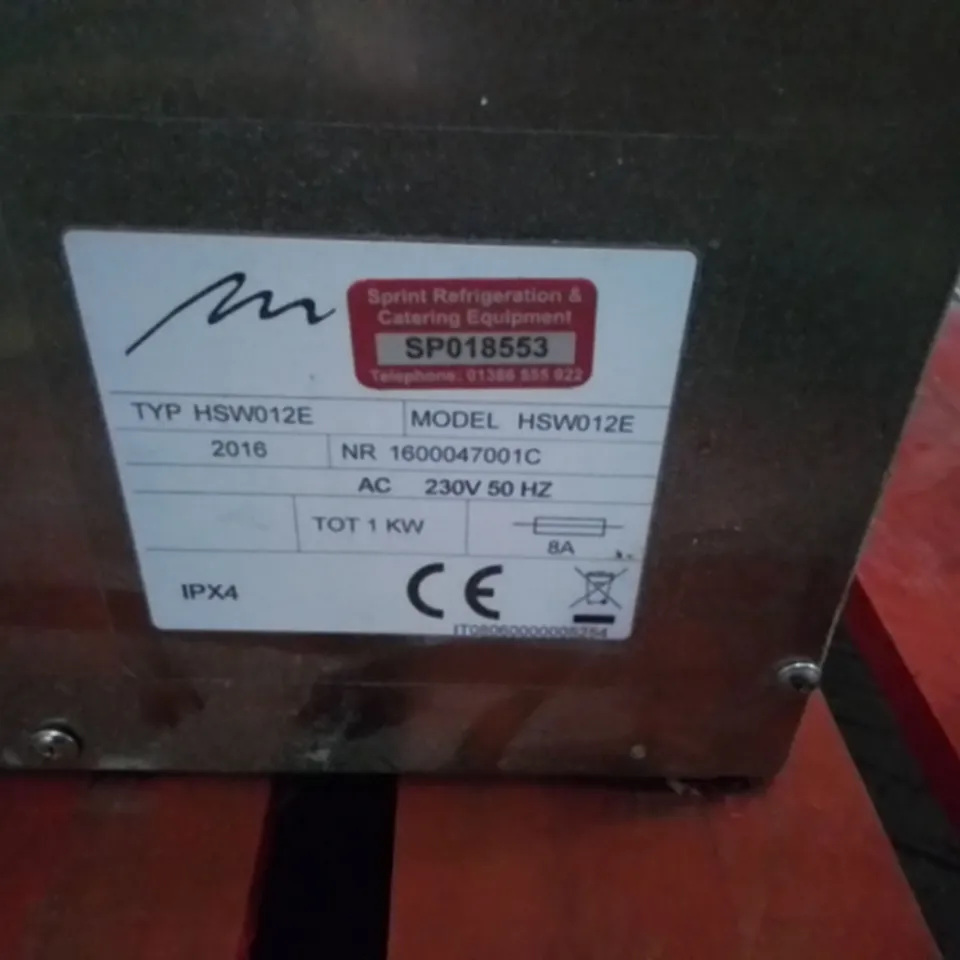 Sprint Refrigeration &
Catering Equipment
SP018553
Telephone: 01386 555 922
TYP HSW012E MODEL HSW012E
2016 NR 1600047001C
AC 230V 50 HZ
TOT 1 KW
8A
IPX4 CE